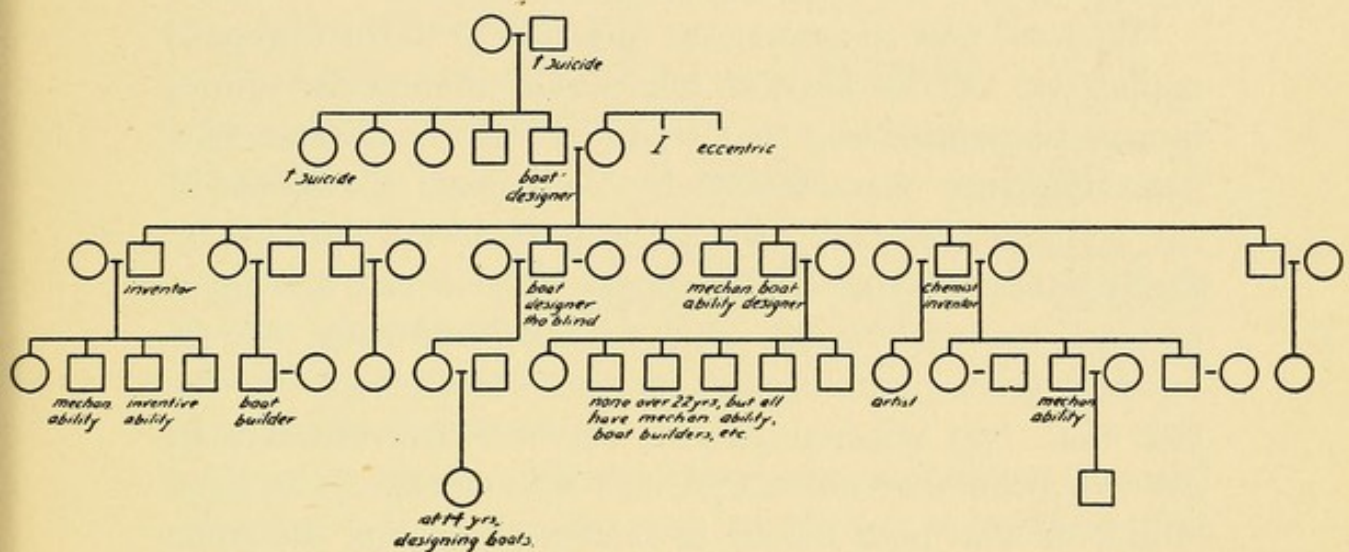 † suicide
I eccentric
† suicide
boat
designer
inventor
boat
designer
tho blind
mechan. boat
ability designer
chemist
inventor
mechan. inventive
ability ability
boat
builder
none over 22 yrs, but all
have mechan ability,
boat builders, etc.
artist
mechan
ability
at 14 yrs,
designing boats.